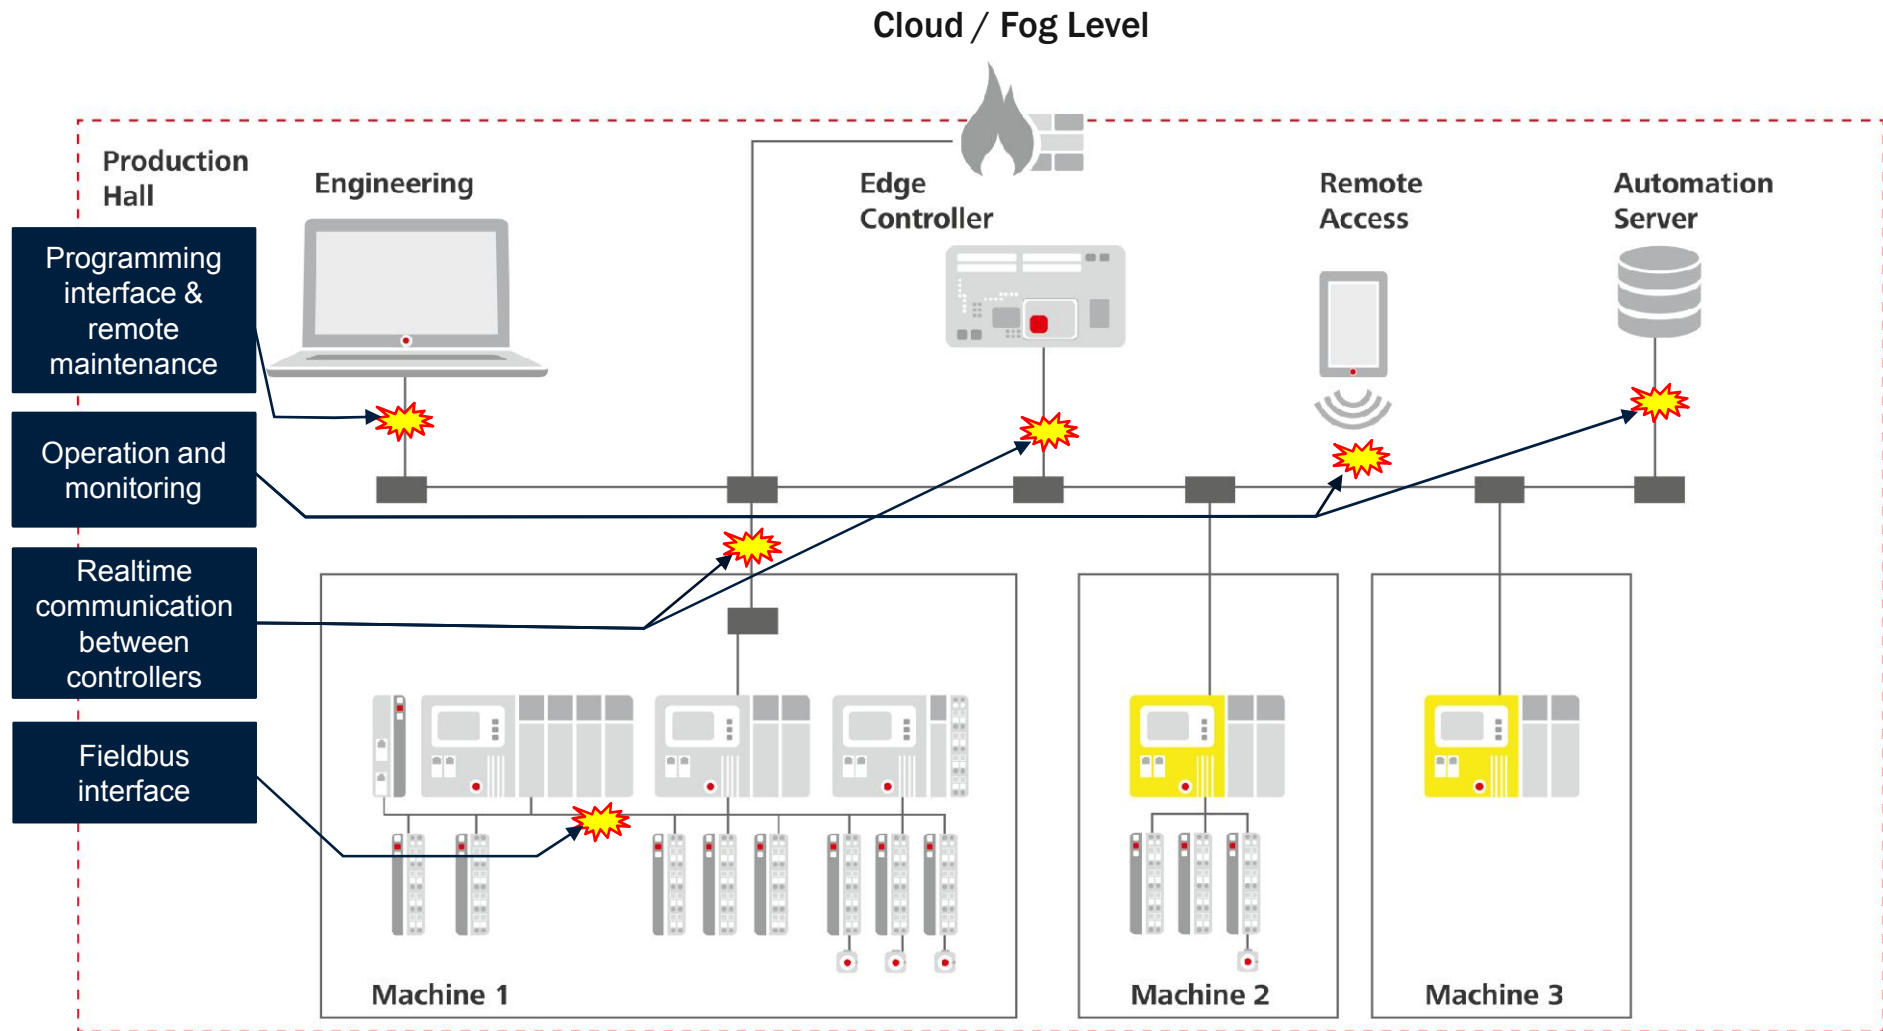 Cloud / Fog Level
Production
Hall
Engineering
Edge
Controller
Remote
Access
Automation
Server
Programming
interface &
remote
maintenance
Operation and
monitoring
Realtime
communication
between
controllers
Fieldbus
interface
Machine 1
Machine 2
Machine 3